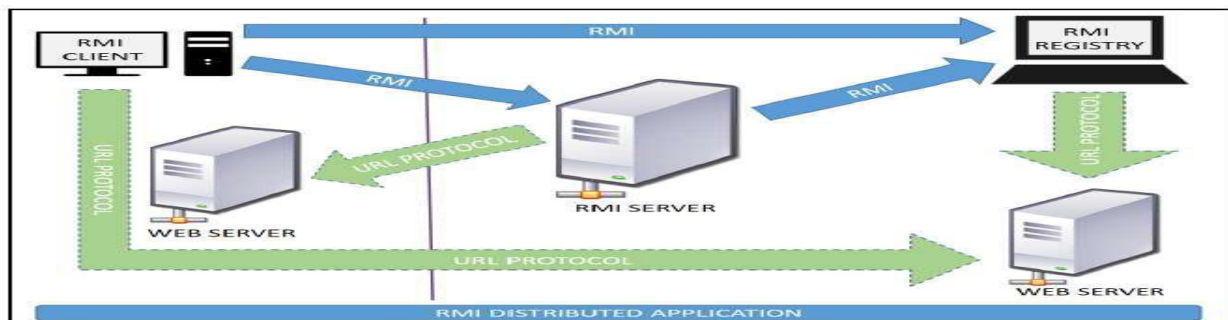 RMI
CLIENT
RMI
RMI
REGISTRY
RMI
RMI
URL PROTOCOL
URL PROTOCOL
URL PROTOCOL
RMI SERVER
WEB SERVER
URL PROTOCOL
WEB SERVER
RMI DISTRIBUTED APPLICATION